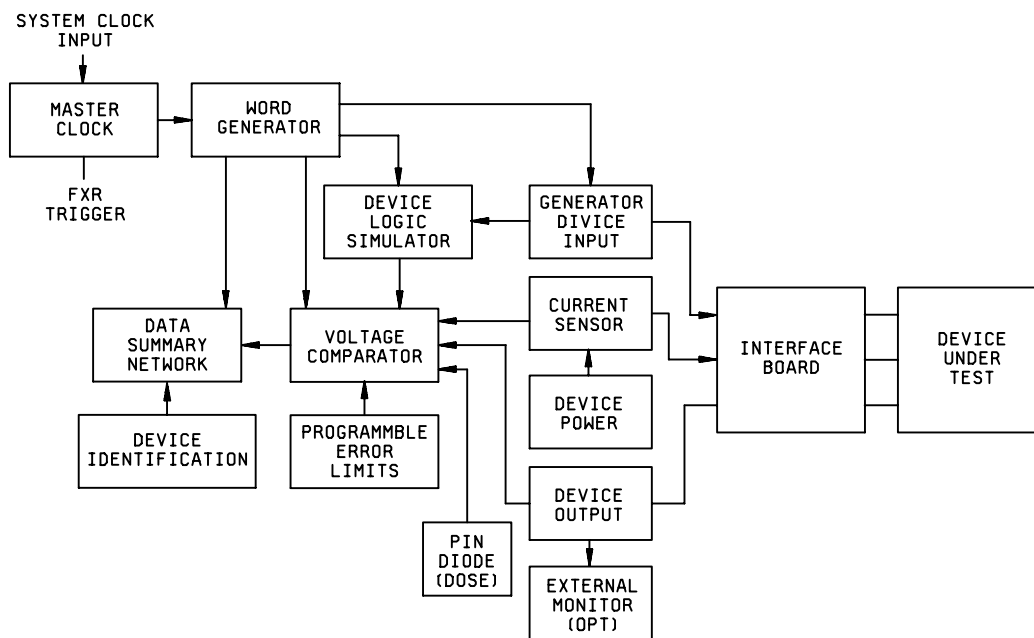 SYSTEM CLOCK
INPUT
MASTER
CLOCK
FXR
TRIGGER
WORD
GENERATOR
DEVICE
LOGIC
SIMULATOR
GENERATOR
DIVICE
INPUT
DATA
SUMMARY
NETWORK
VOLTAGE
COMPARATOR
CURRENT
SENSOR
INTERFACE
BOARD
DEVICE
UNDER
TEST
DEVICE
IDENTIFICATION
PROGRAMMBLE
ERROR
LIMITS
DEVICE
POWER
DEVICE
OUTPUT
PIN
DIODE
(DOSE)
EXTERNAL
MONITOR
(OPT)